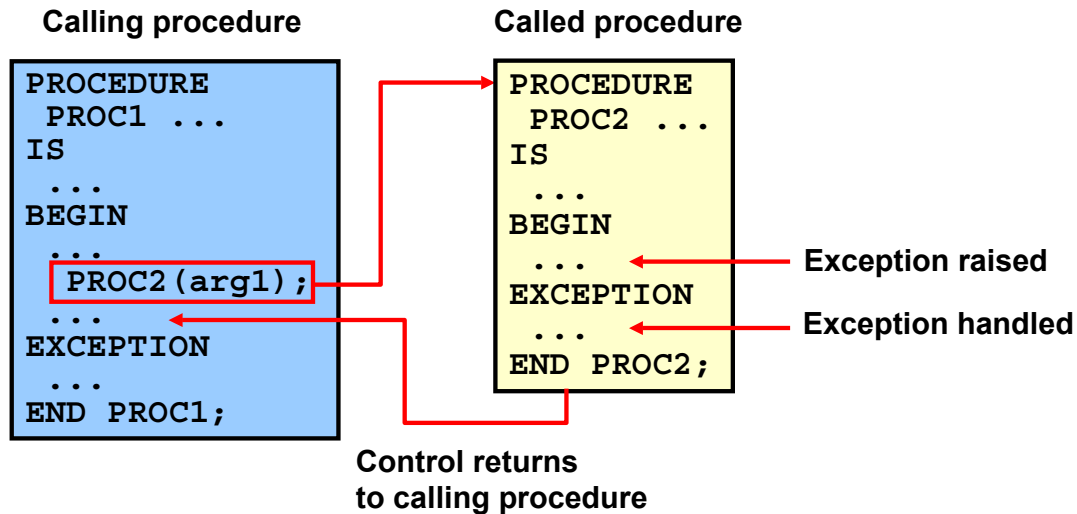 Calling procedure
PROCEDURE
PROC1 ...
IS
...
BEGIN
...
PROC2(arg1);
...
EXCEPTION
...
END PROC1;
Called procedure
PROCEDURE
PROC2 ...
IS
...
BEGIN
...
EXCEPTION
...
END PROC2;
Exception raised
Exception handled
Control returns
to calling procedure